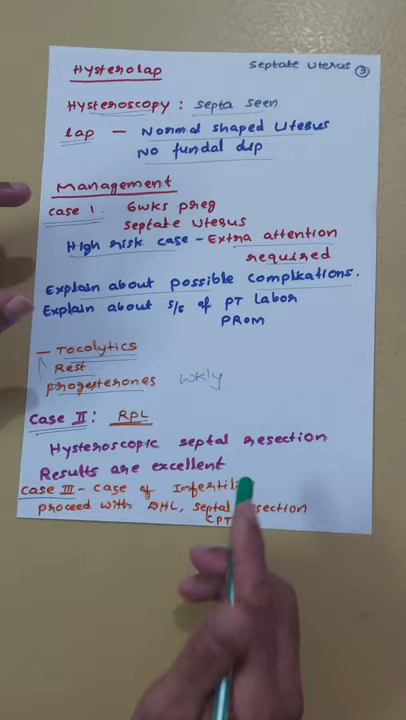 Septate Uterus ③
Hysterolap
Hysteroscopy : septa seen
lap – Normal shaped Uterus
No fundal dip
Management
Case 1. 6wks preg
septate uterus
High risk case – Extra attention
required
Explain about possible complications.
Explain about s/s of PT Labor
PROM
– Tocolytics
Rest
progesterones wkly
Case II : RPL
Hysteroscopic septal resection
Results are excellent
Case III – Case of
proceed with DHL, septal
CPT